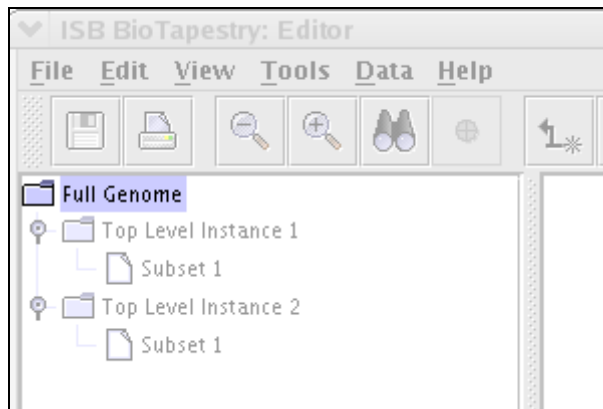 ISB BioTapestry: Editor
File Edit View Tools Data Help
Full Genome
Top Level Instance 1
Subset 1
Top Level Instance 2
Subset 1